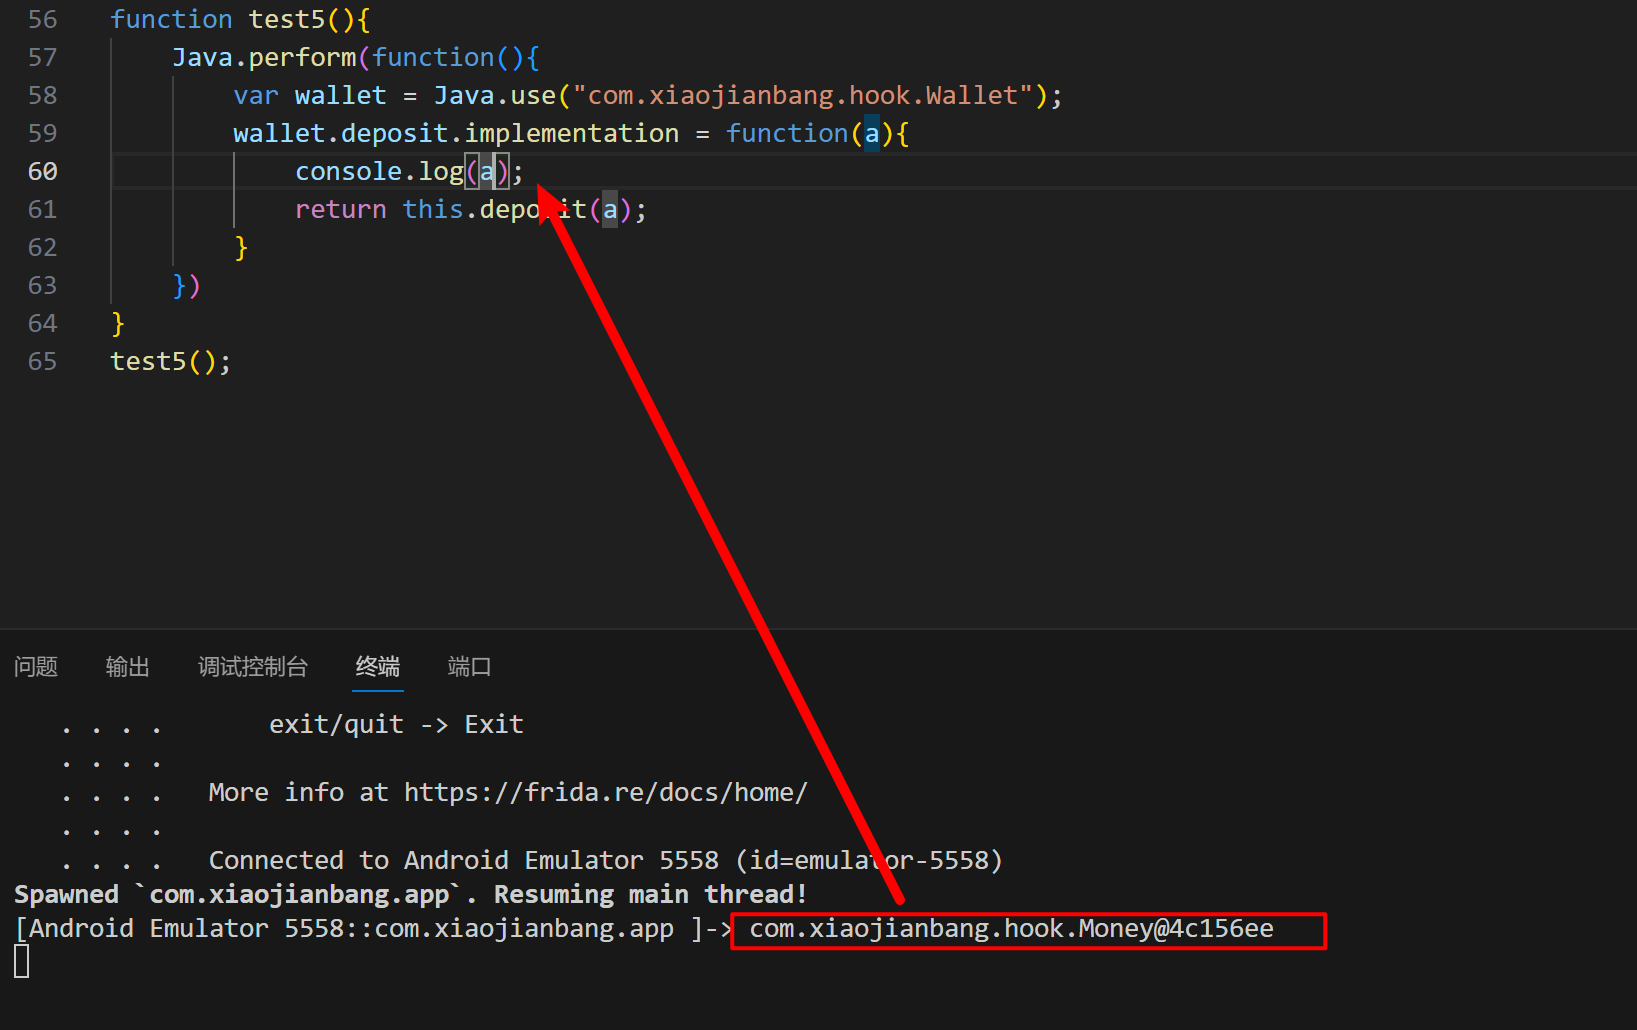 56 function test5(){
57 Java.perform(function(){
58 var wallet = Java.use("com.xiaojianbang.hook.Wallet");
59 wallet.deposit.implementation = function(a){
60 console.log(a);
61 return this.deposit(a);
62 }
63 })
64 }
65 test5();
问题 输出 调试控制台 终端 端口
. . . . exit/quit -> Exit
. . . .
. . . . More info at https://frida.re/docs/home/
. . . .
. . . . Connected to Android Emulator 5558 (id=emulator-5558)
Spawned `com.xiaojianbang.app`. Resuming main thread!
[Android Emulator 5558::com.xiaojianbang.app ]-> com.xiaojianbang.hook.Money@4c156ee